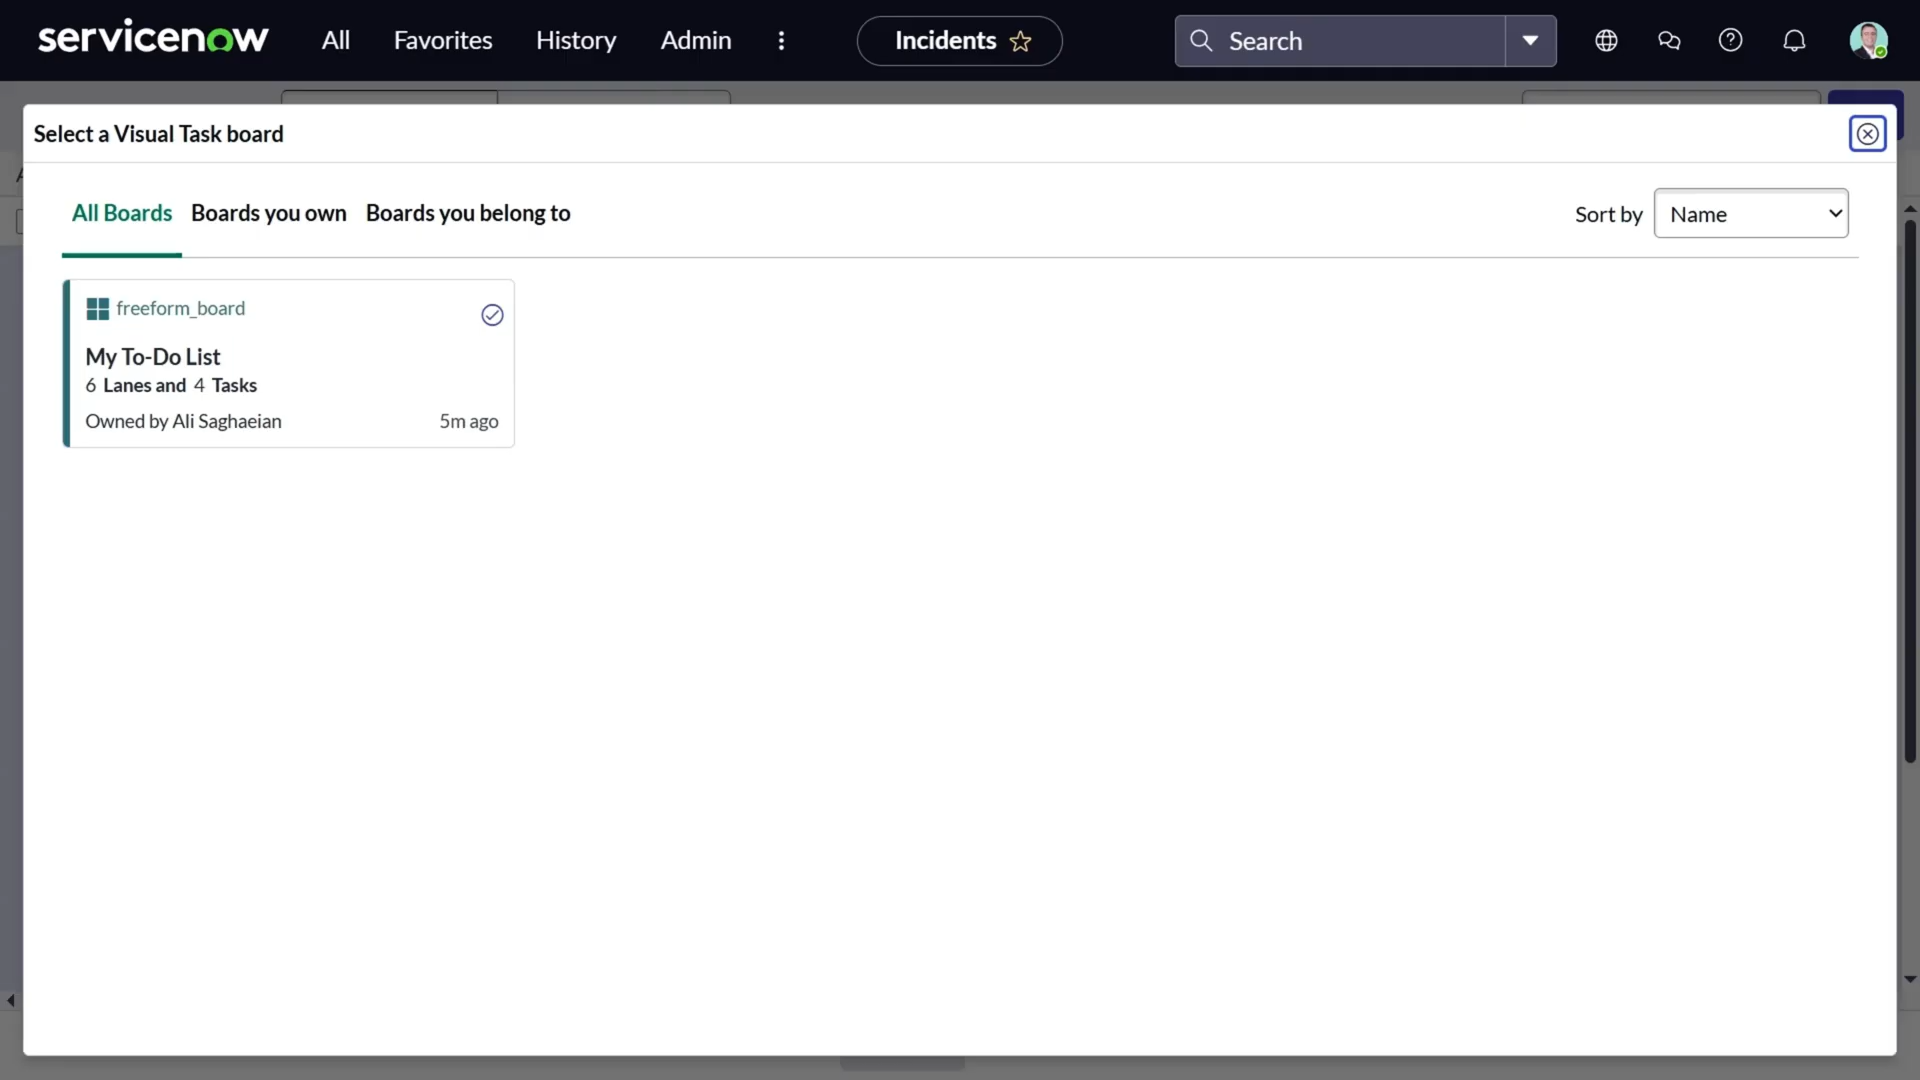 servicenow All Favorites History Admin Incidents Search
Select a Visual Task board
All Boards Boards you own Boards you belong to Sort by Name
freeform_board
My To-Do List
6 Lanes and 4 Tasks
Owned by Ali Saghaeian 5m ago